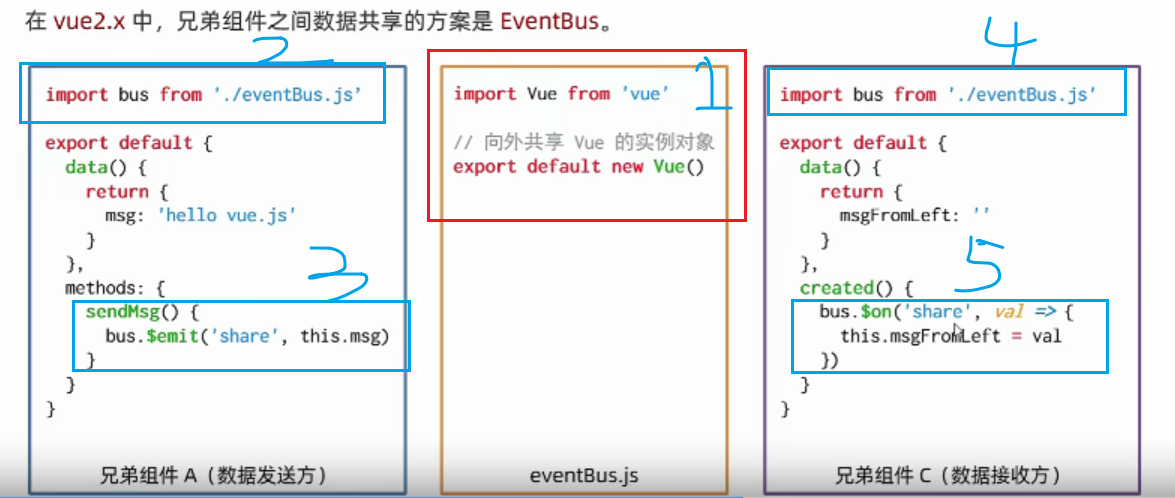 在 vue2.x 中，兄弟组件之间数据共享的方案是 EventBus。
2
import bus from './eventBus.js'
export default {
data() {
return {
msg: 'hello vue.js'
}
},
methods: {
3
sendMsg() {
bus.$emit('share', this.msg)
}
}
}
兄弟组件 A（数据发送方）
1
import Vue from 'vue'
// 向外共享 Vue 的实例对象
export default new Vue()
eventBus.js
4
import bus from './eventBus.js'
export default {
data() {
return {
msgFromLeft: ''
}
},
created() {
5
bus.$on('share', val => {
this.msgFromLeft = val
})
}
}
兄弟组件 C（数据接收方）